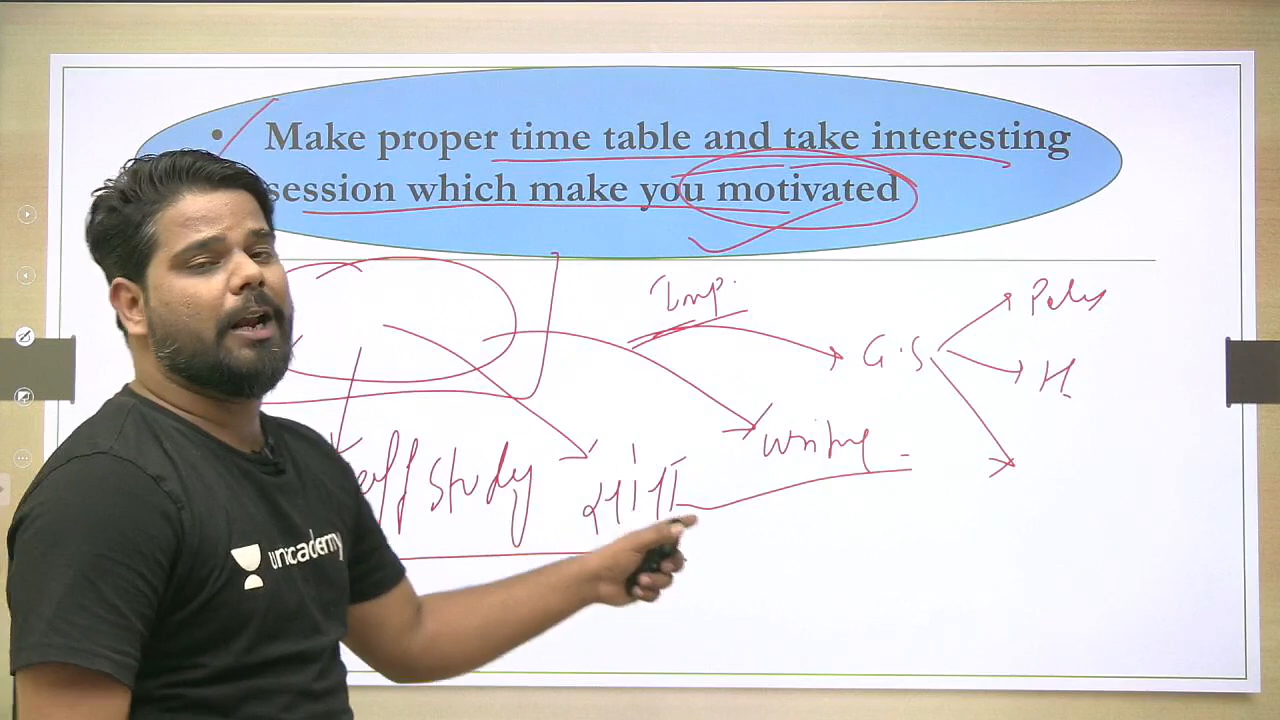 • Make proper time table and take interesting
session which make you motivated
Imp.
G.S
H
Writing
Self Study
unacademy